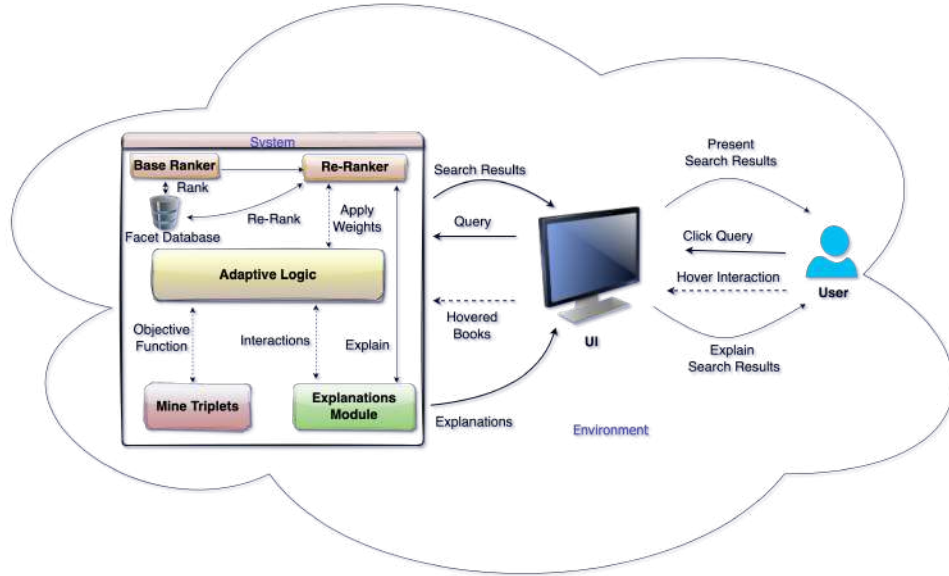 System
Base Ranker
Re-Ranker
Rank
Facet Database
Re-Rank
Apply
Weights
Adaptive Logic
Objective
Function
Interactions
Explain
Mine Triplets
Explanations
Module
Search Results
Query
Hovered
Books
Explanations
UI
Environment
Present
Search Results
Click Query
Hover Interaction
User
Explain
Search Results